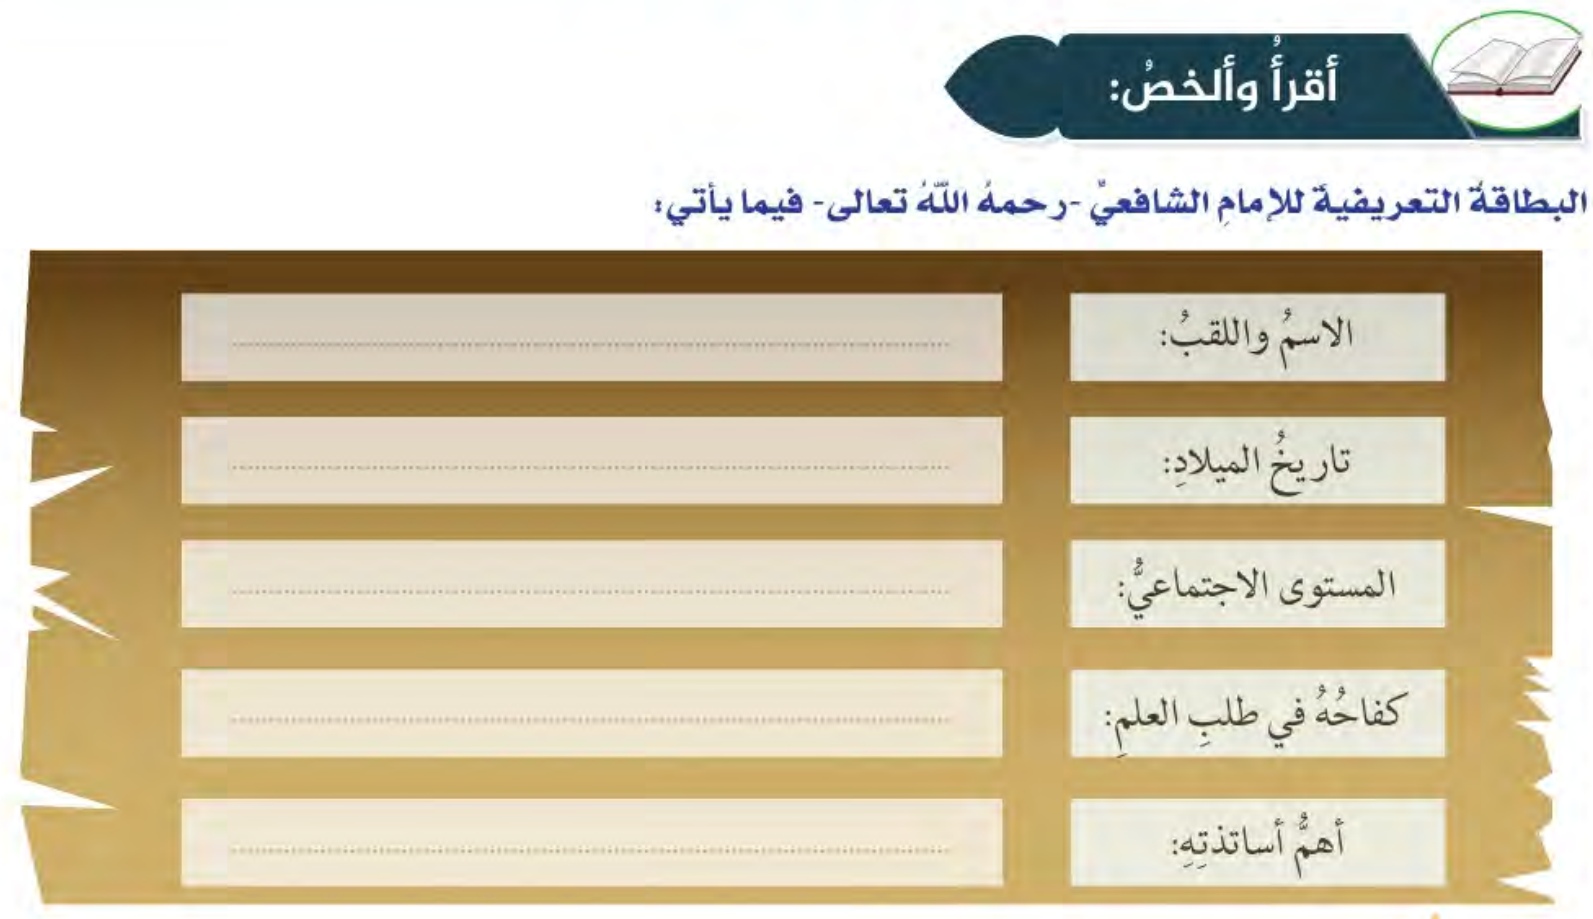 أقرأُ وألخصُ:
البطاقةُ التعريفيةُ للإمامِ الشافعيِّ -رحمهُ اللّهُ تعالى- فيما يأتي:
الاسمُ واللقبُ: ................................
تاريخُ الميلادِ: ................................
المستوى الاجتماعيُّ: ................................
كفاحُهُ في طلبِ العلمِ: ................................
أهمُّ أساتذتِهِ: ................................